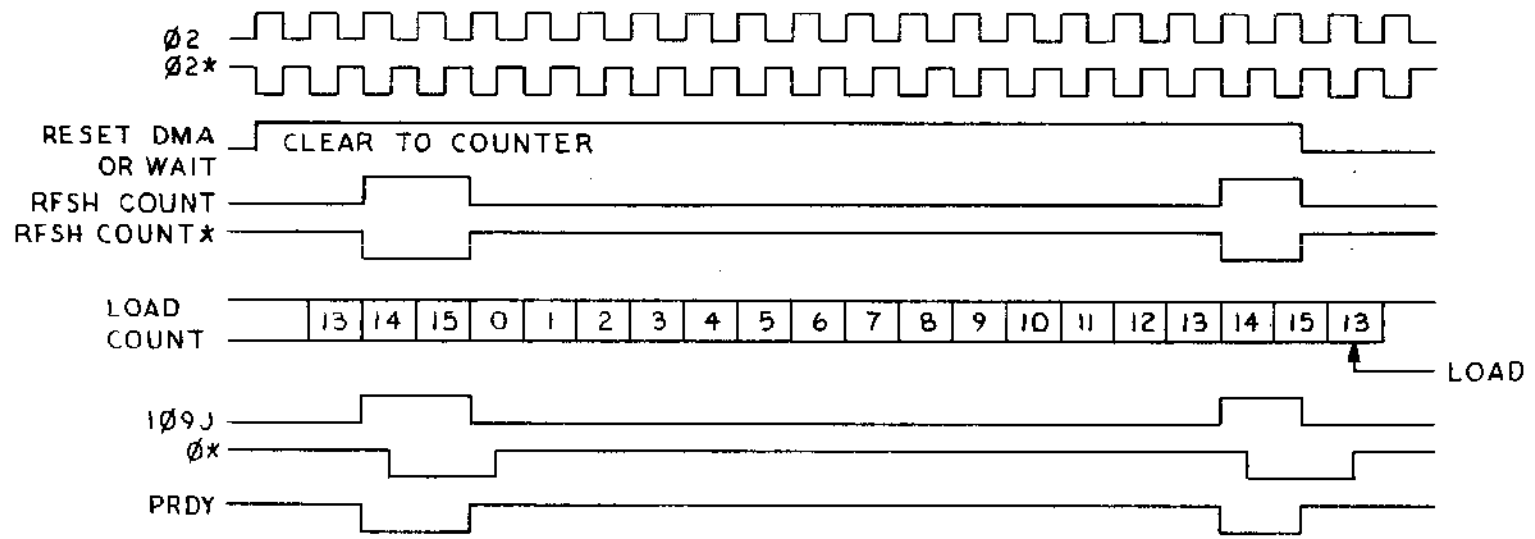 Ø2
Ø2*
RESET DMA
OR WAIT
CLEAR TO COUNTER
RFSH COUNT
RFSH COUNT*
LOAD
COUNT
13 14 15 0 1 2 3 4 5 6 7 8 9 10 11 12 13 14 15 13
LOAD
1Ø9J
Ø*
PRDY